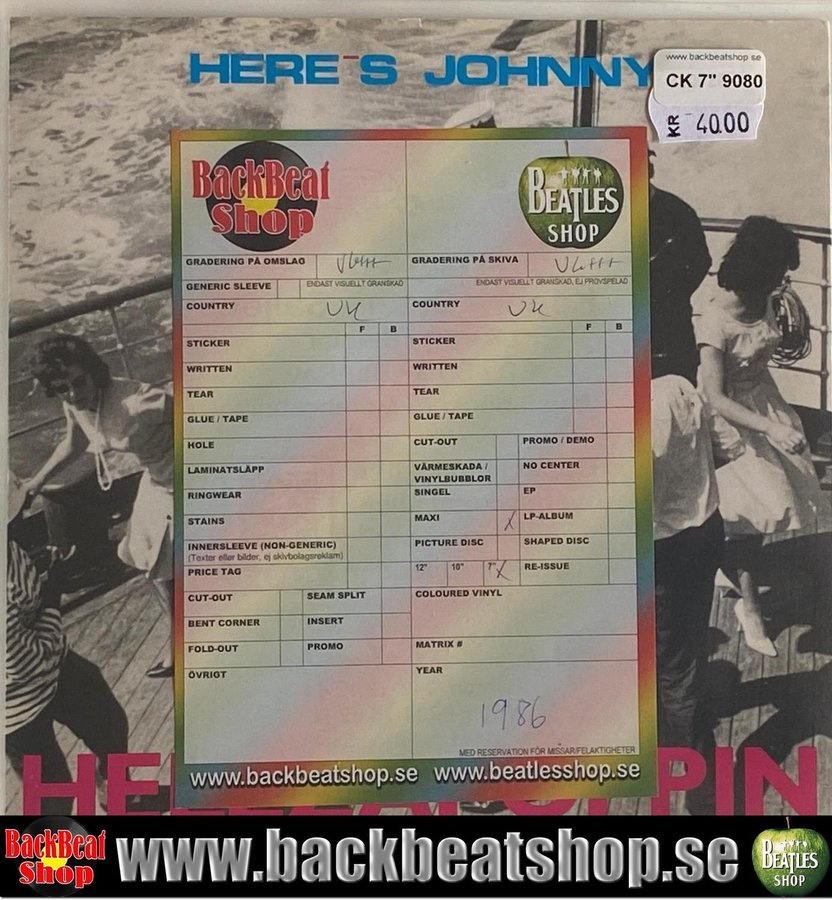 HERE'S JOHNNY
www.backbeatshop se
CK 7" 9080
KR 40.00
BackBeat
Shop
BEATLES
SHOP
GRADERING PÅ OMSLAG
GRADERING PÅ SKIVA
GENERIC SLEEVE
ENDAST VISUELLT GRANSKAD
ENDAST VISUELLT GRANSKAD, EJ PROVSPELAD
COUNTRY UK
COUNTRY UK
F B
F B
STICKER
STICKER
WRITTEN
WRITTEN
TEAR
TEAR
GLUE / TAPE
GLUE / TAPE
HOLE
CUT-OUT PROMO / DEMO
LAMINATSLÄPP
VÄRMESKADA /
VINYLBUBBLOR
NO CENTER
RINGWEAR
SINGEL EP
STAINS
MAXI X LP-ALBUM
INNERSLEEVE (NON-GENERIC)
(Texter eller bilder, ej skivbolagsreklam)
PICTURE DISC SHAPED DISC
PRICE TAG
12" 10" 7" X RE-ISSUE
CUT-OUT SEAM SPLIT
COLOURED VINYL
BENT CORNER INSERT
FOLD-OUT PROMO
MATRIX #
ÖVRIGT
YEAR
1986
MED RESERVATION FÖR MISSAR/FELAKTIGHETER
www.backbeatshop.se www.beatlesshop.se
BackBeat
Shop
www.backbeatshop.se
BEATLES
SHOP